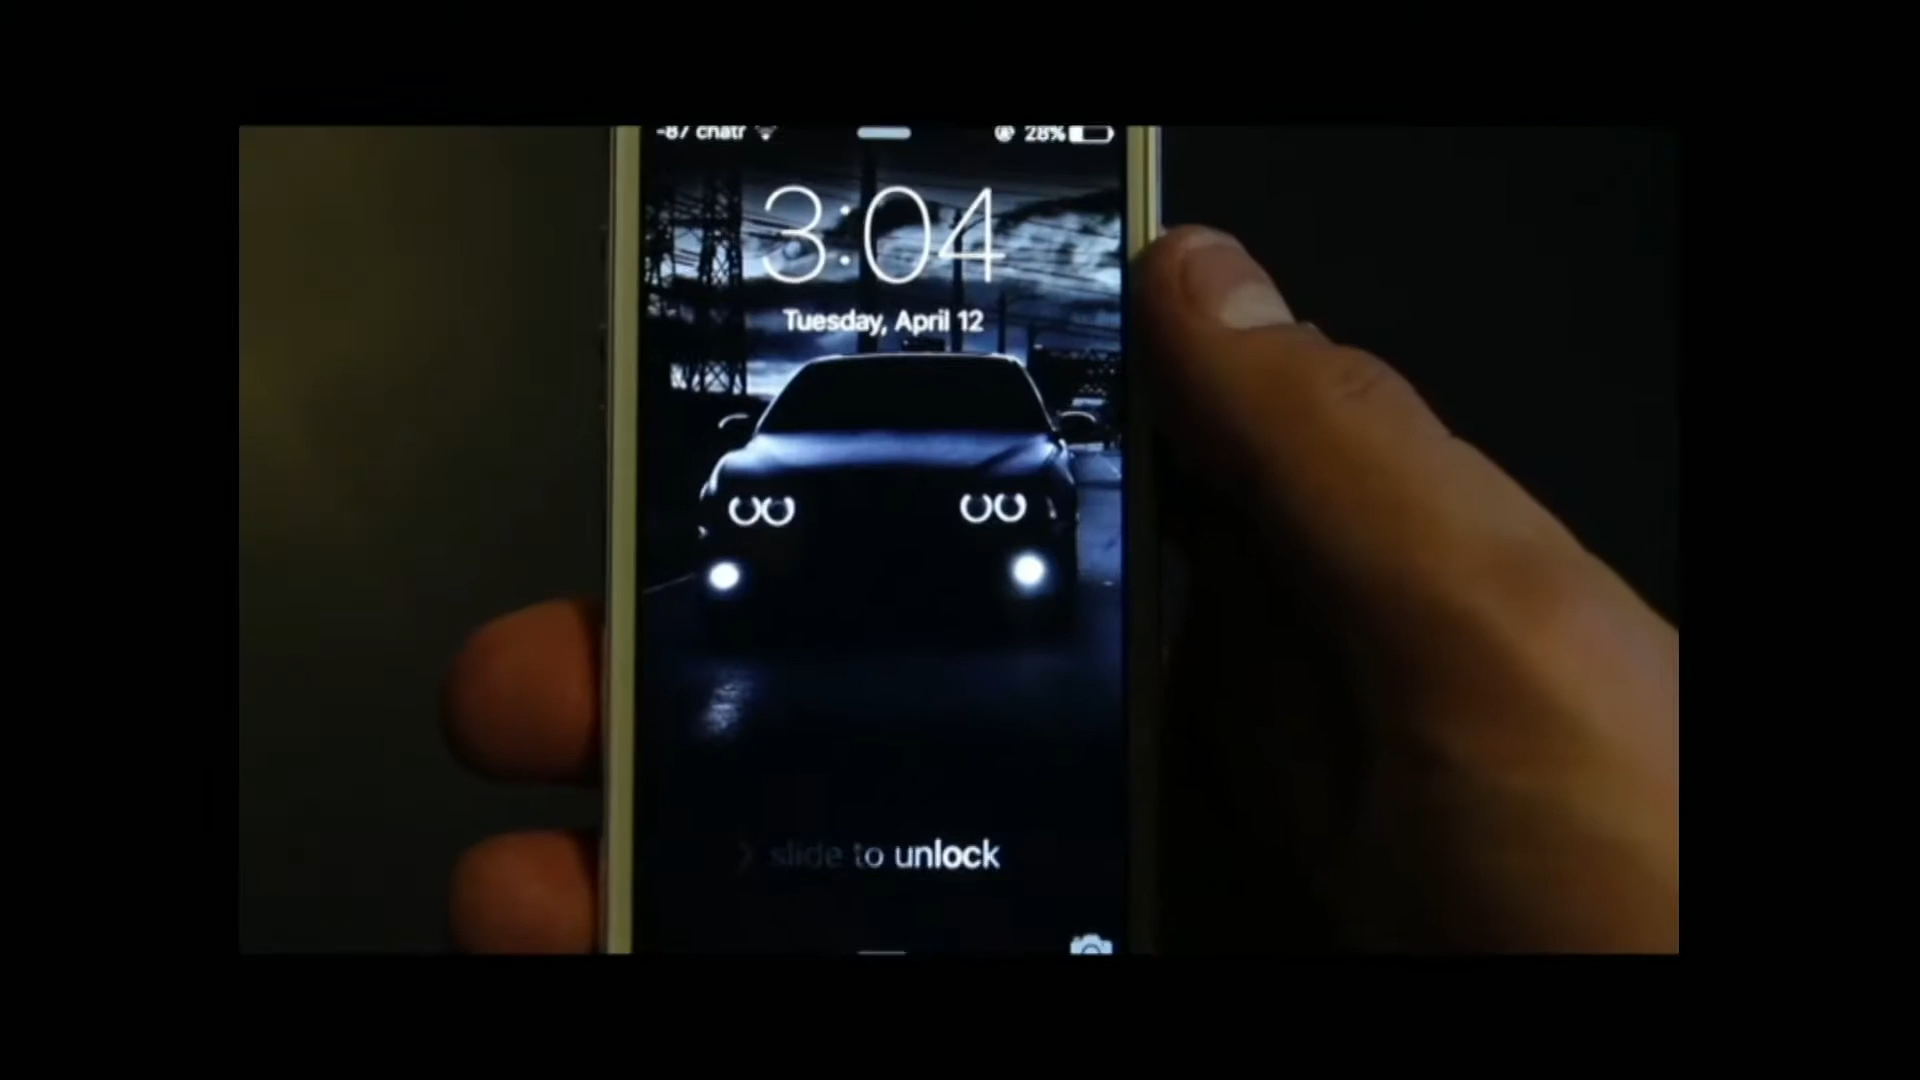 -87 chatr 28%
3:04
Tuesday, April 12
> slide to unlock